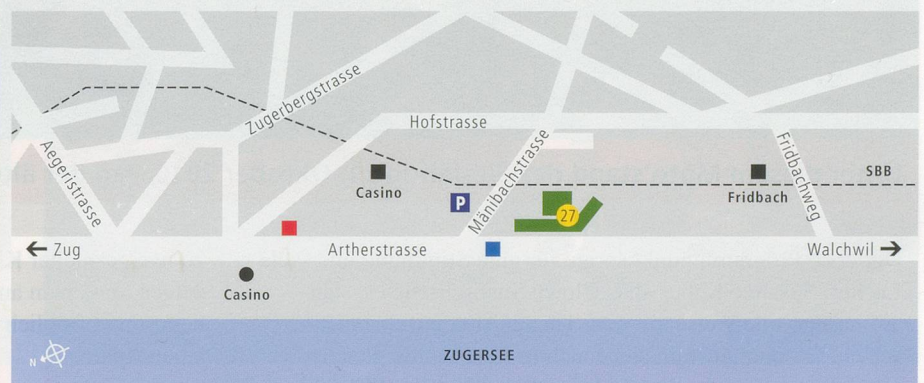 Zugerbergstrasse
Hofstrasse
Aegeristrasse
Mänibachstrasse
Fridbachweg
SBB
Casino
P
27
Fridbach
← Zug
Artherstrasse
Walchwil →
Casino
N
ZUGERSEE